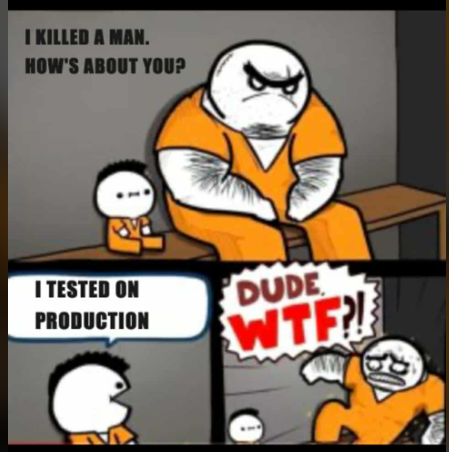 I KILLED A MAN.
HOW'S ABOUT YOU?
I TESTED ON
PRODUCTION
DUDE,
WTF?!